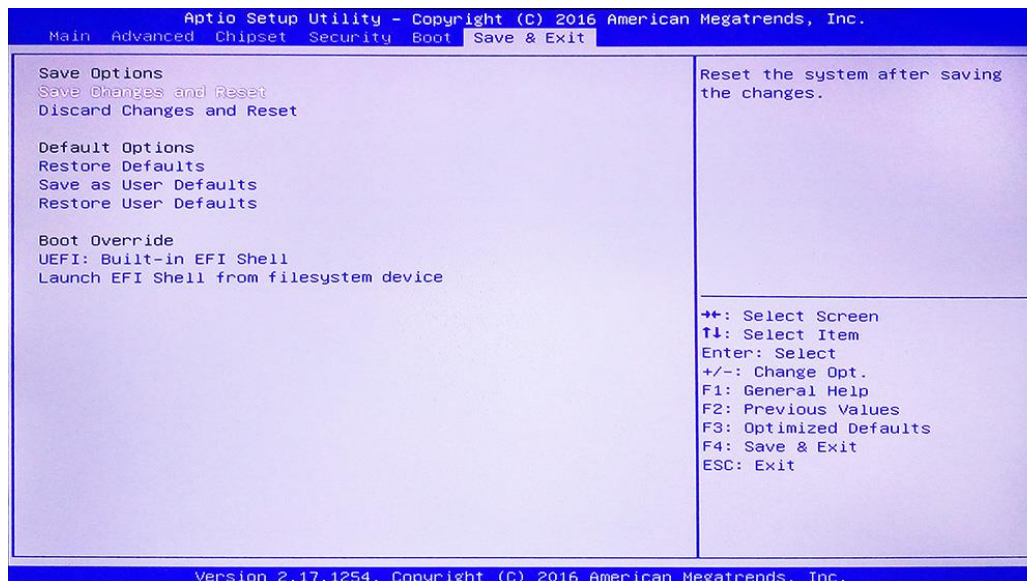 Aptio Setup Utility – Copyright (C) 2016 American Megatrends, Inc.
Main Advanced Chipset Security Boot Save & Exit
Save Options
Save Changes and Reset
Discard Changes and Reset
Default Options
Restore Defaults
Save as User Defaults
Restore User Defaults
Boot Override
UEFI: Built-in EFI Shell
Launch EFI Shell from filesystem device
Reset the system after saving
the changes.
→←: Select Screen
↑↓: Select Item
Enter: Select
+/-: Change Opt.
F1: General Help
F2: Previous Values
F3: Optimized Defaults
F4: Save & Exit
ESC: Exit
Version 2.17.1254. Copyright (C) 2016 American Megatrends, Inc.